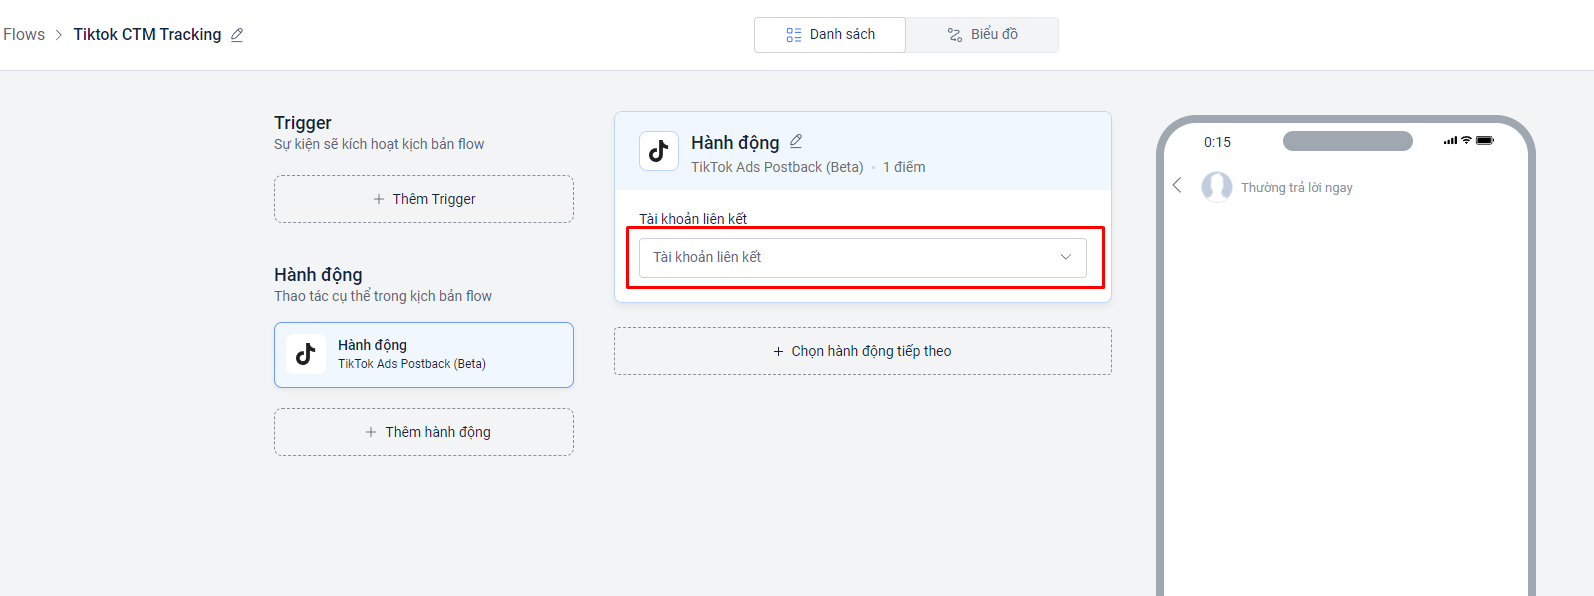 Flows > Tiktok CTM Tracking
Danh sách
Biểu đồ
Trigger
Sự kiện sẽ kích hoạt kịch bản flow
+ Thêm Trigger
Hành động
Thao tác cụ thể trong kịch bản flow
Hành động
TikTok Ads Postback (Beta)
+ Thêm hành động
Hành động
TikTok Ads Postback (Beta) • 1 điểm
Tài khoản liên kết
Tài khoản liên kết
+ Chọn hành động tiếp theo
0:15
Thường trả lời ngay